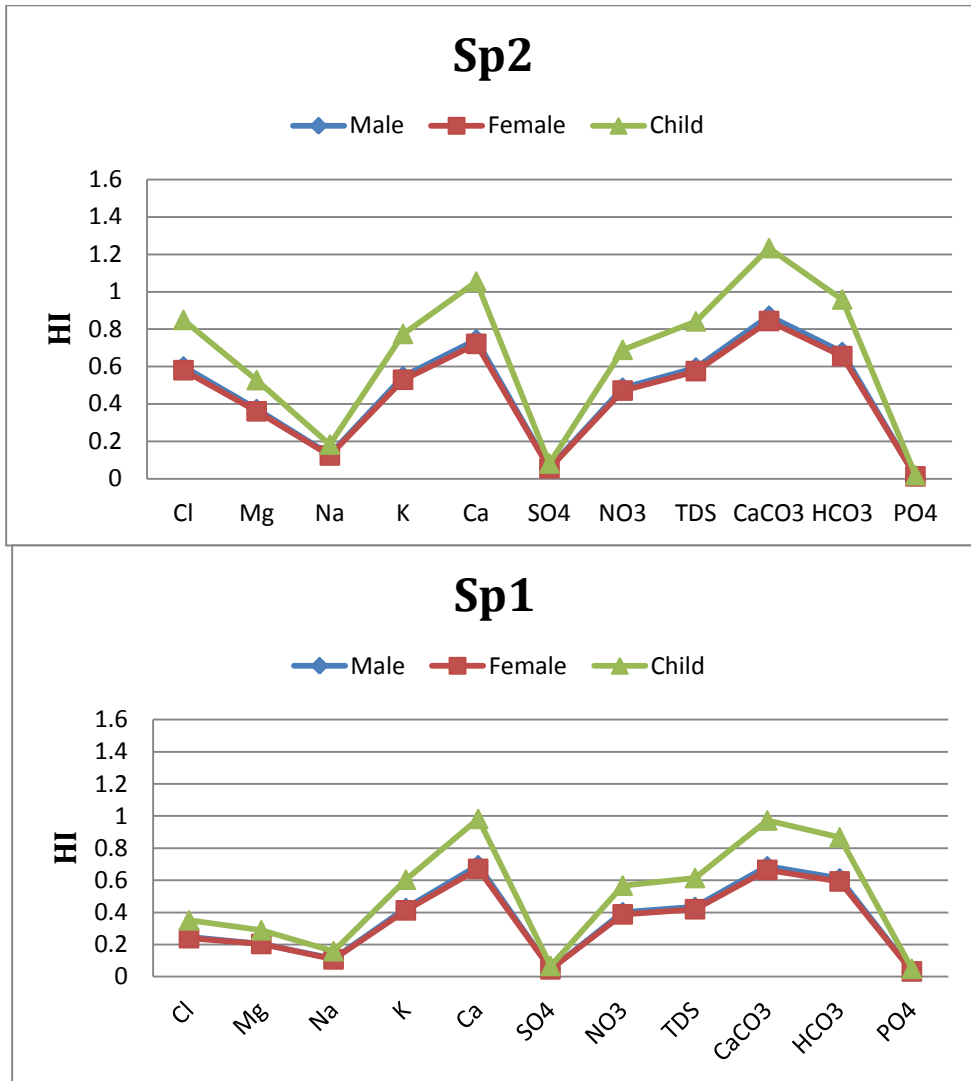 Sp2
Male Female Child
1.6
1.4
1.2
1
0.8
0.6
0.4
0.2
0
HI
Cl Mg Na K Ca SO4 NO3 TDS CaCO3 HCO3 PO4
Sp1
Male Female Child
1.6
1.4
1.2
1
0.8
0.6
0.4
0.2
0
HI
Cl Mg Na K Ca SO4 NO3 TDS CaCO3 HCO3 PO4